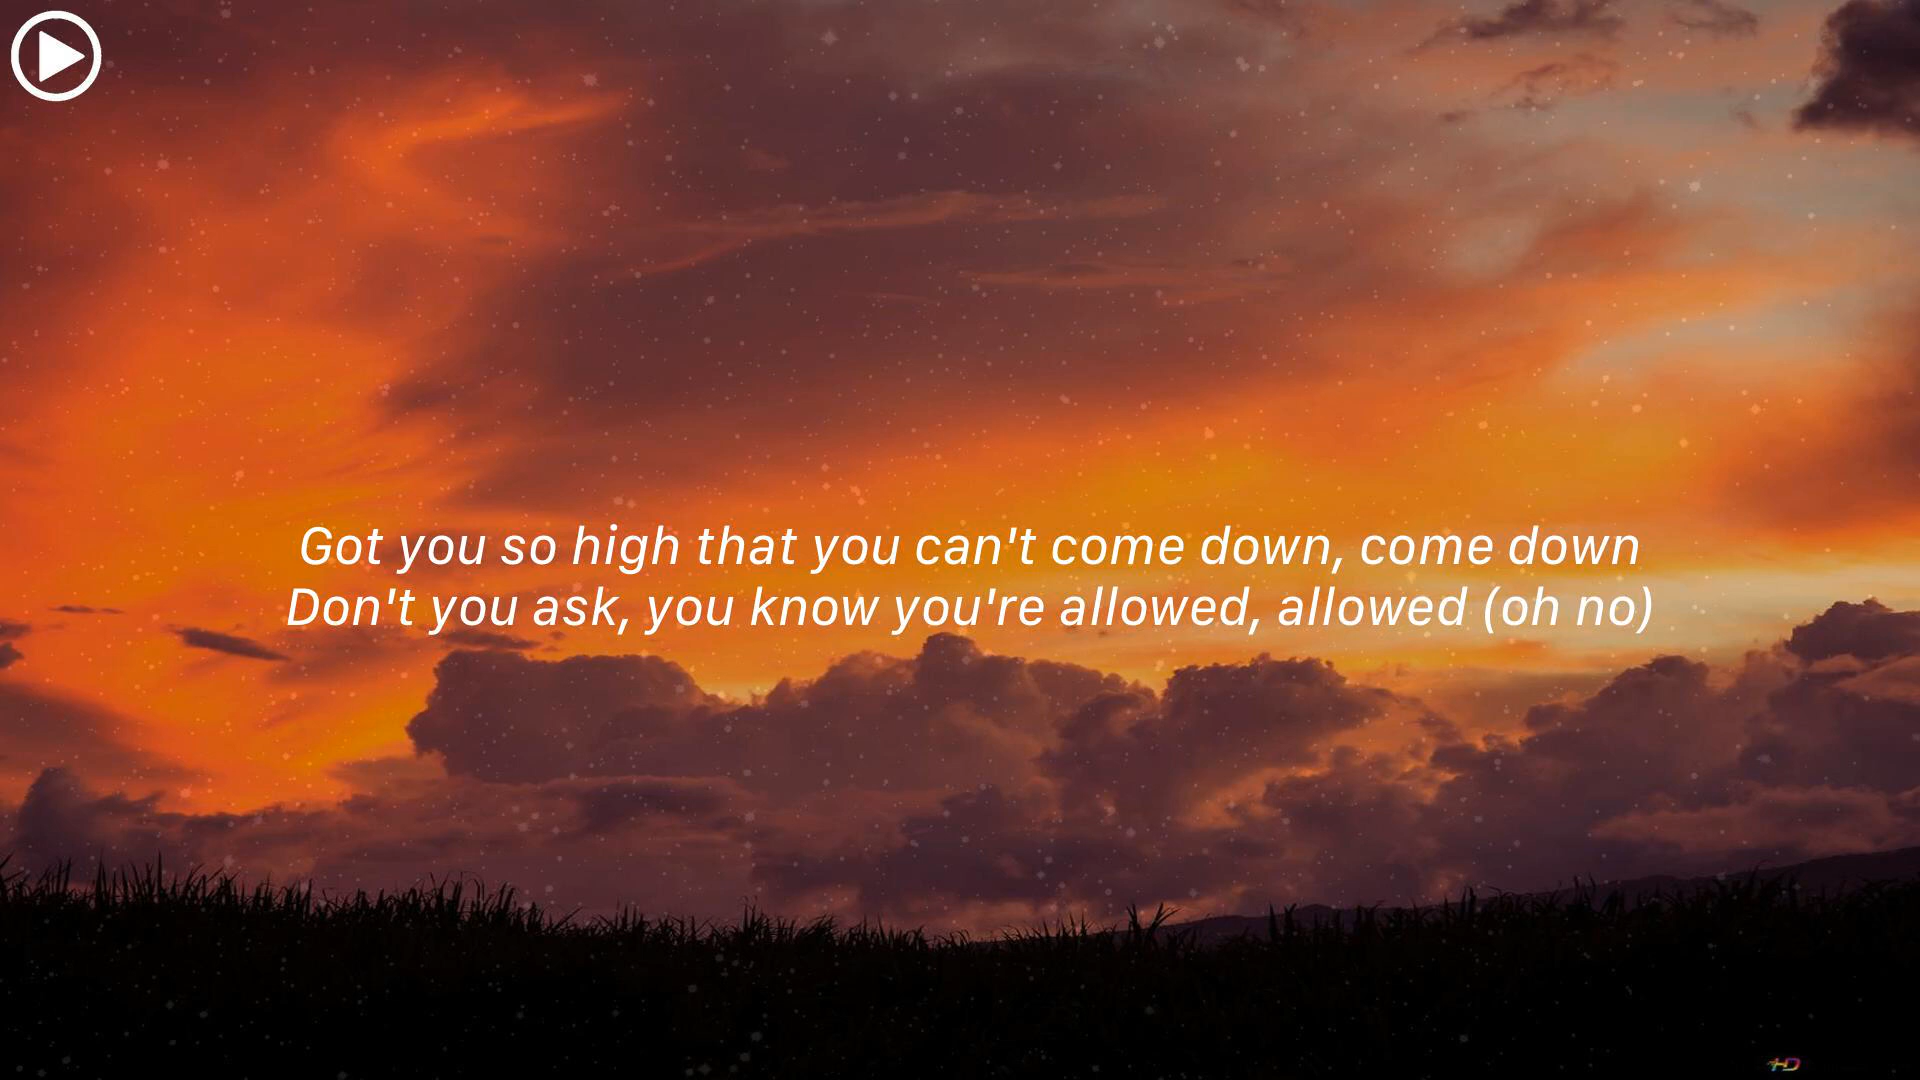 Got you so high that you can't come down, come down
Don't you ask, you know you're allowed, allowed (oh no)
HD